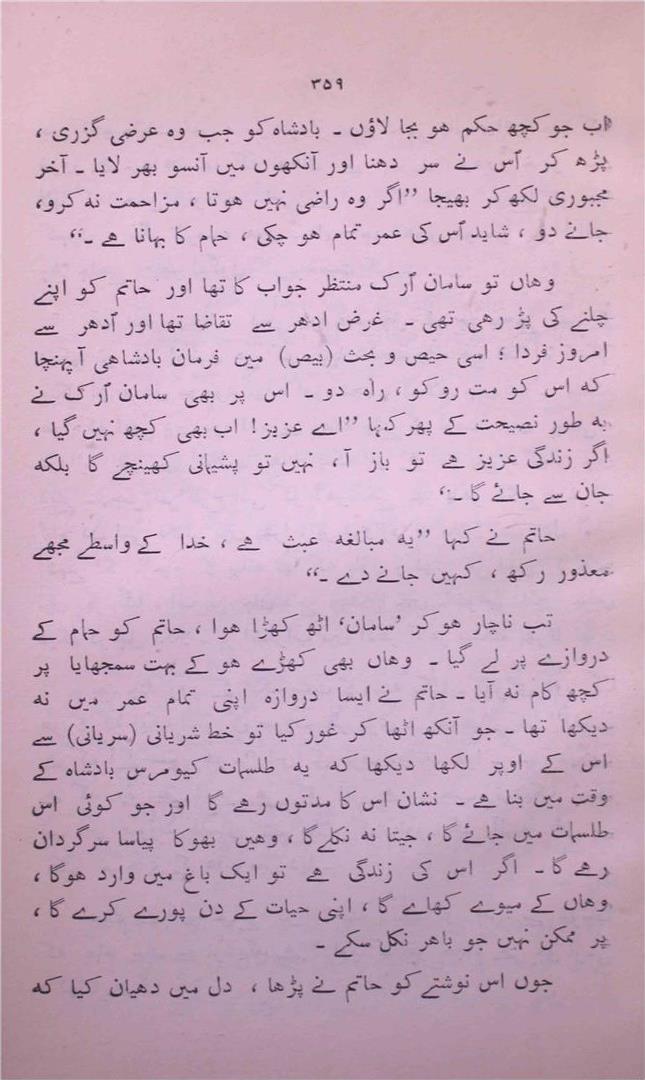 ۳۵۹
اب جو کچھ حکم ہو بجا لاؤں ۔ بادشاہ کو جب وہ عرضی گزری ،
پڑھ کر اُس نے سر دھنا اور آنکھوں میں آنسو بھر لایا ۔ آخر
مجبوری لکھ کر بھیجا ”اگر وہ راضی نہیں ہوتا ، مزاحمت نہ کرو،
جانے دو ، شاید اُس کی عمر تمام ہو چکی ، حمام کا بہانا ہے ۔“
وہاں تو سامان اَرک منتظر جواب کا تھا اور حاتم کو اپنے
چلنے کی پڑ رہی تھی ۔ غرض ادھر سے تقاضا تھا اور اُدھر سے
امروز فردا ؛ اسی حیص و بحث (بیص) میں فرمان بادشاہی آ پہنچا
کہ اس کو مت روکو ، راہ دو ۔ اس پر بھی سامان اَرک نے
بہ طور نصیحت کے پھر کہا ”اے عزیز! اب بھی کچھ نہیں گیا ،
اگر زندگی عزیز ہے تو باز آ ، نہیں تو پشیمانی کھینچے گا بلکہ
جان سے جائے گا ۔“
حاتم نے کہا ”یہ مبالغہ عبث ہے ، خدا کے واسطے مجھے
معذور رکھ ، کہیں جانے دے ۔“
تب ناچار ہو کر ’سامان‘ اٹھ کھڑا ہوا ، حاتم کو حمام کے
دروازے پر لے گیا ۔ وہاں بھی کھڑے ہو کے بہت سمجھایا پر
کچھ کام نہ آیا ۔ حاتم نے ایسا دروازہ اپنی تمام عمر میں نہ
دیکھا تھا ۔ جو آنکھ اٹھا کر غور کیا تو خط شریانی (سریانی) سے
اس کے اوپر لکھا دیکھا کہ یہ طلسمات کیومرس بادشاہ کے
وقت میں بنا ہے ۔ نشان اس کا مدتوں رہے گا اور جو کوئی اس
طلسمات میں جائے گا ، جیتا نہ نکلے گا ، وہیں بھوکا پیاسا سرگردان
رہے گا ۔ اگر اس کی زندگی ہے تو ایک باغ میں وارد ہوگا ،
وہاں کے میوے کھاے گا ، اپنی حیات کے دن پورے کرے گا ،
پر ممکن نہیں جو باہر نکل سکے ۔
جوں اس نوشتے کو حاتم نے پڑھا ، دل میں دھیان کیا کہ